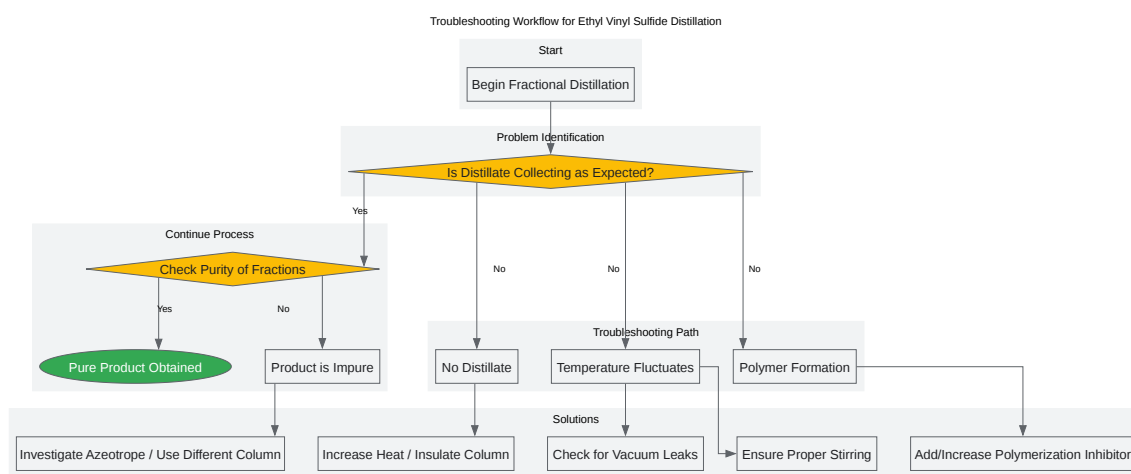 Troubleshooting Workflow for Ethyl Vinyl Sulfide Distillation
Start
Begin Fractional Distillation
Problem Identification
Is Distillate Collecting as Expected?
Yes
Continue Process
Check Purity of Fractions
No
No
No
Yes
No
Troubleshooting Path
Pure Product Obtained
Product is Impure
No Distillate
Temperature Fluctuates
Polymer Formation
Solutions
Investigate Azeotrope / Use Different Column
Increase Heat / Insulate Column
Check for Vacuum Leaks
Ensure Proper Stirring
Add/Increase Polymerization Inhibitor